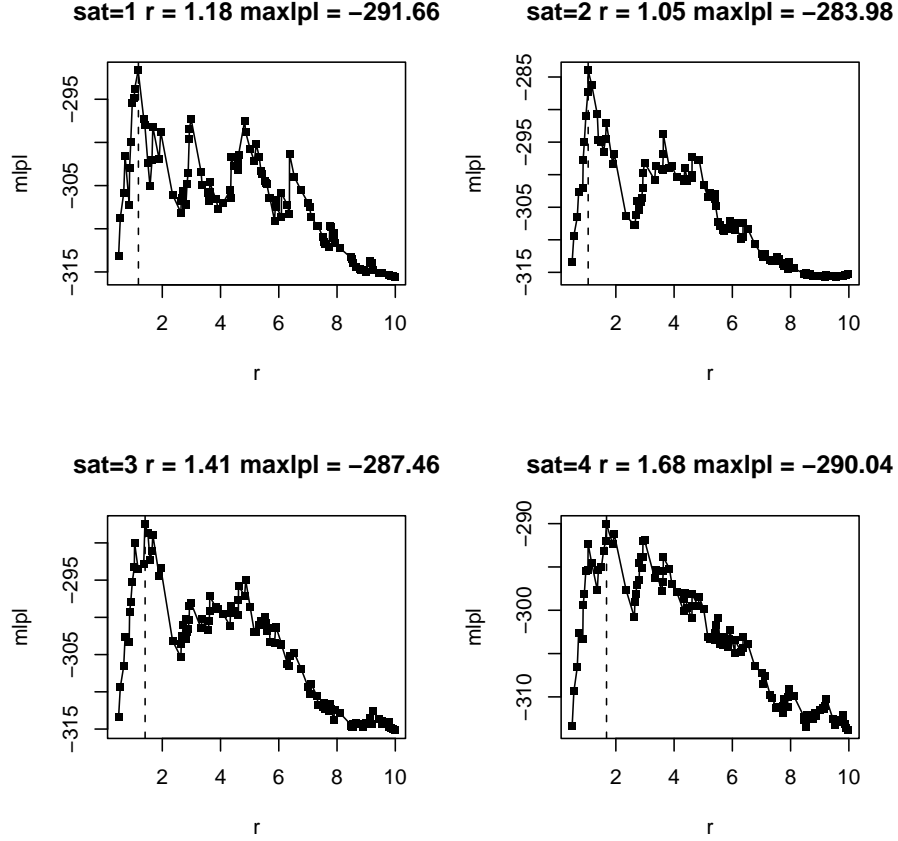 sat=1 r = 1.18 maxlpl = −291.66
mlpl
−295
−305
−315
2 4 6 8 10
r
sat=2 r = 1.05 maxlpl = −283.98
mlpl
−285
−295
−305
−315
2 4 6 8 10
r
sat=3 r = 1.41 maxlpl = −287.46
mlpl
−295
−305
−315
2 4 6 8 10
r
sat=4 r = 1.68 maxlpl = −290.04
mlpl
−290
−300
−310
2 4 6 8 10
r